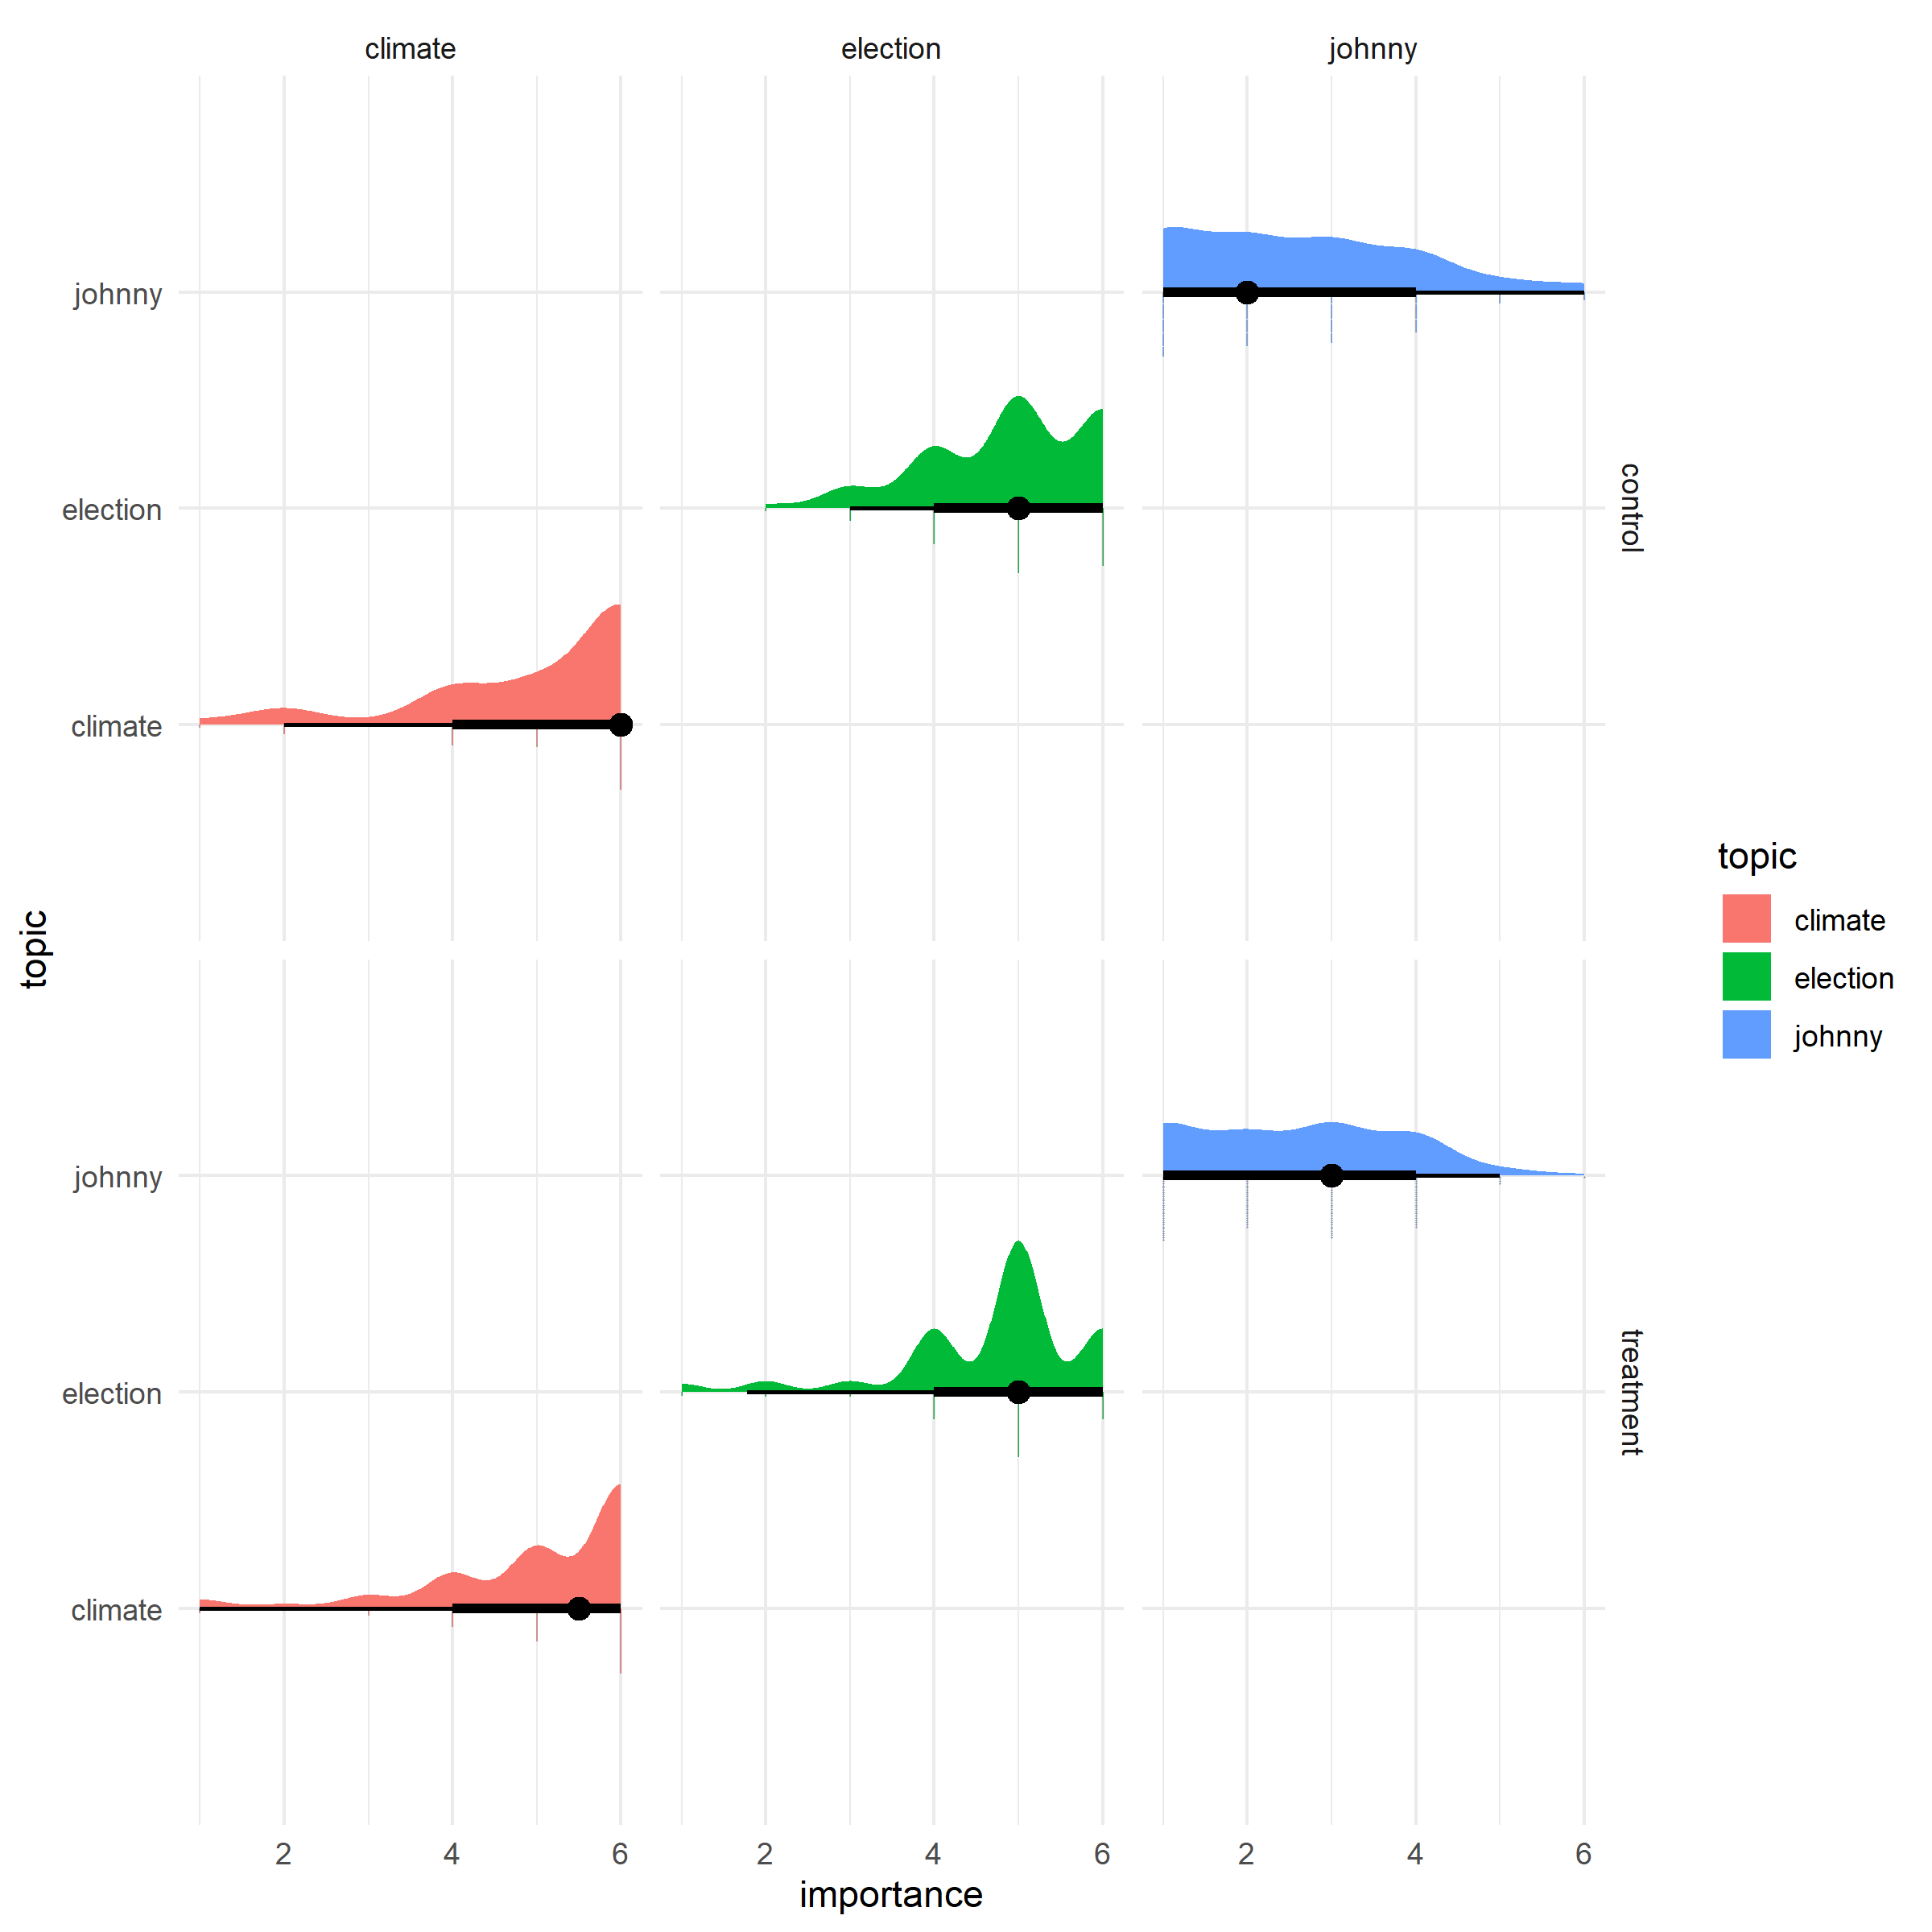 climate
election
johnny
johnny
election
climate
control
topic
johnny
election
climate
treatment
2
4
6
2
4
6
2
4
6
importance
topic
climate
election
johnny